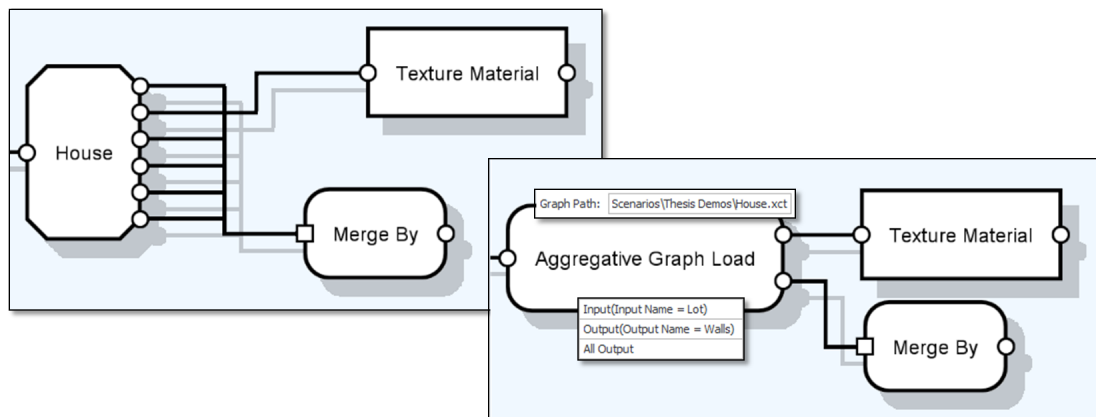 Texture Material
House
Merge By
Graph Path: Scenarios\Thesis Demos\House.xct
Aggregative Graph Load
Texture Material
Input(Input Name = Lot)
Output(Output Name = Walls)
All Output
Merge By